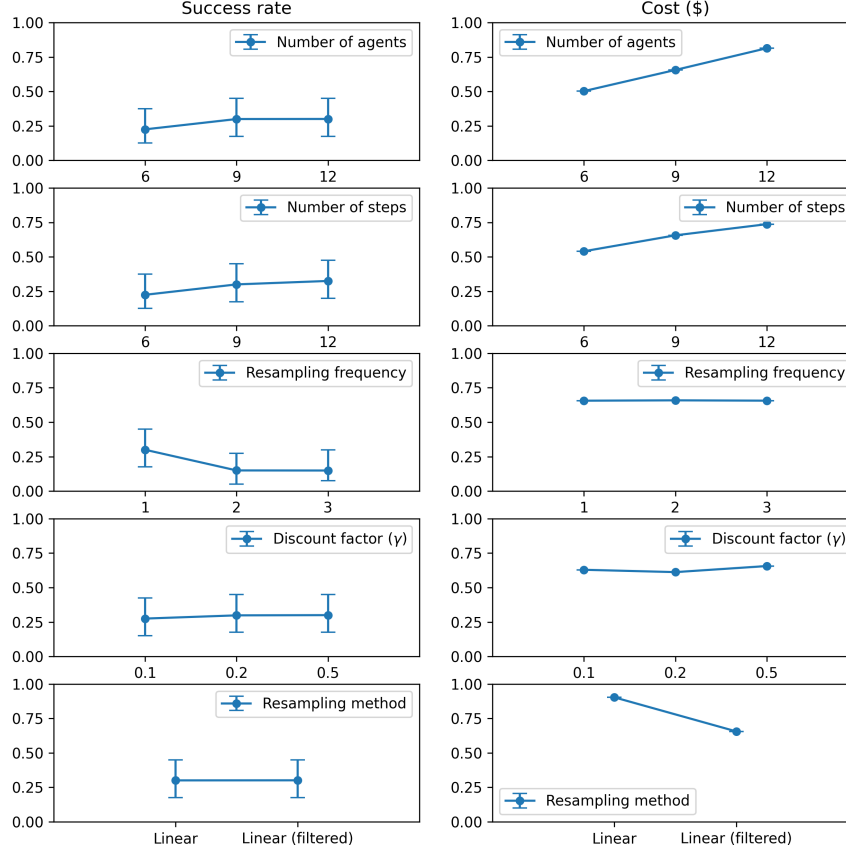 Success rate
Cost ($)
1.00
0.75
0.50
0.25
0.00
Number of agents
6 9 12
1.00
0.75
0.50
0.25
0.00
Number of agents
6 9 12
1.00
0.75
0.50
0.25
0.00
Number of steps
6 9 12
1.00
0.75
0.50
0.25
0.00
Number of steps
6 9 12
1.00
0.75
0.50
0.25
0.00
Resampling frequency
1 2 3
1.00
0.75
0.50
0.25
0.00
Resampling frequency
1 2 3
1.00
0.75
0.50
0.25
0.00
Discount factor (γ)
0.1 0.2 0.5
1.00
0.75
0.50
0.25
0.00
Discount factor (γ)
0.1 0.2 0.5
1.00
0.75
0.50
0.25
0.00
Resampling method
Linear Linear (filtered)
1.00
0.75
0.50
0.25
0.00
Resampling method
Linear Linear (filtered)